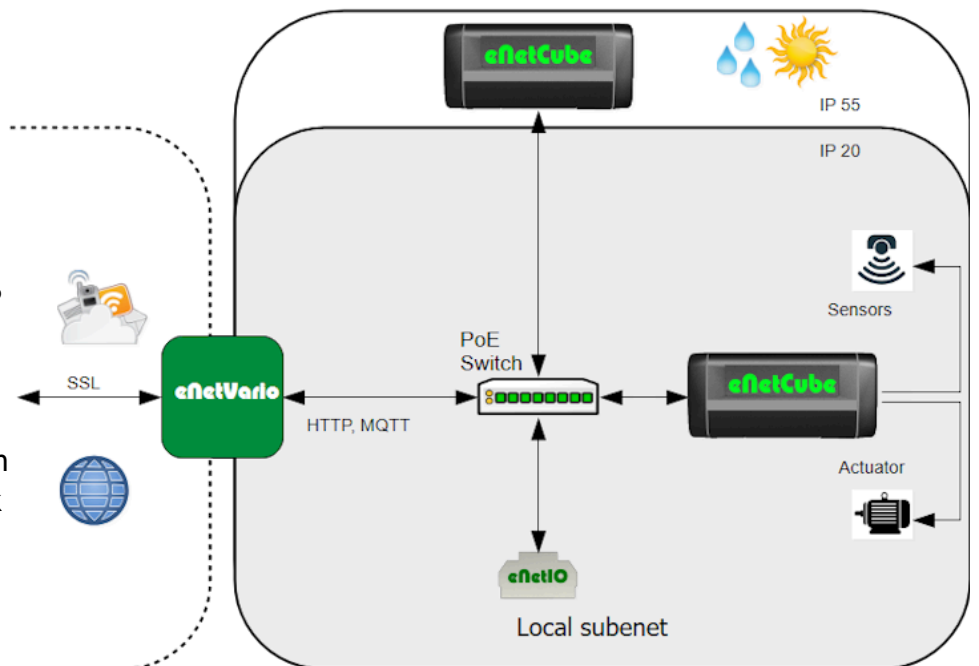 eNetCube
IP 55
IP 20
Sensors
PoE
Switch
eNetCube
SSL
eNetVario
HTTP, MQTT
Actuator
eNetIO
Local subenet